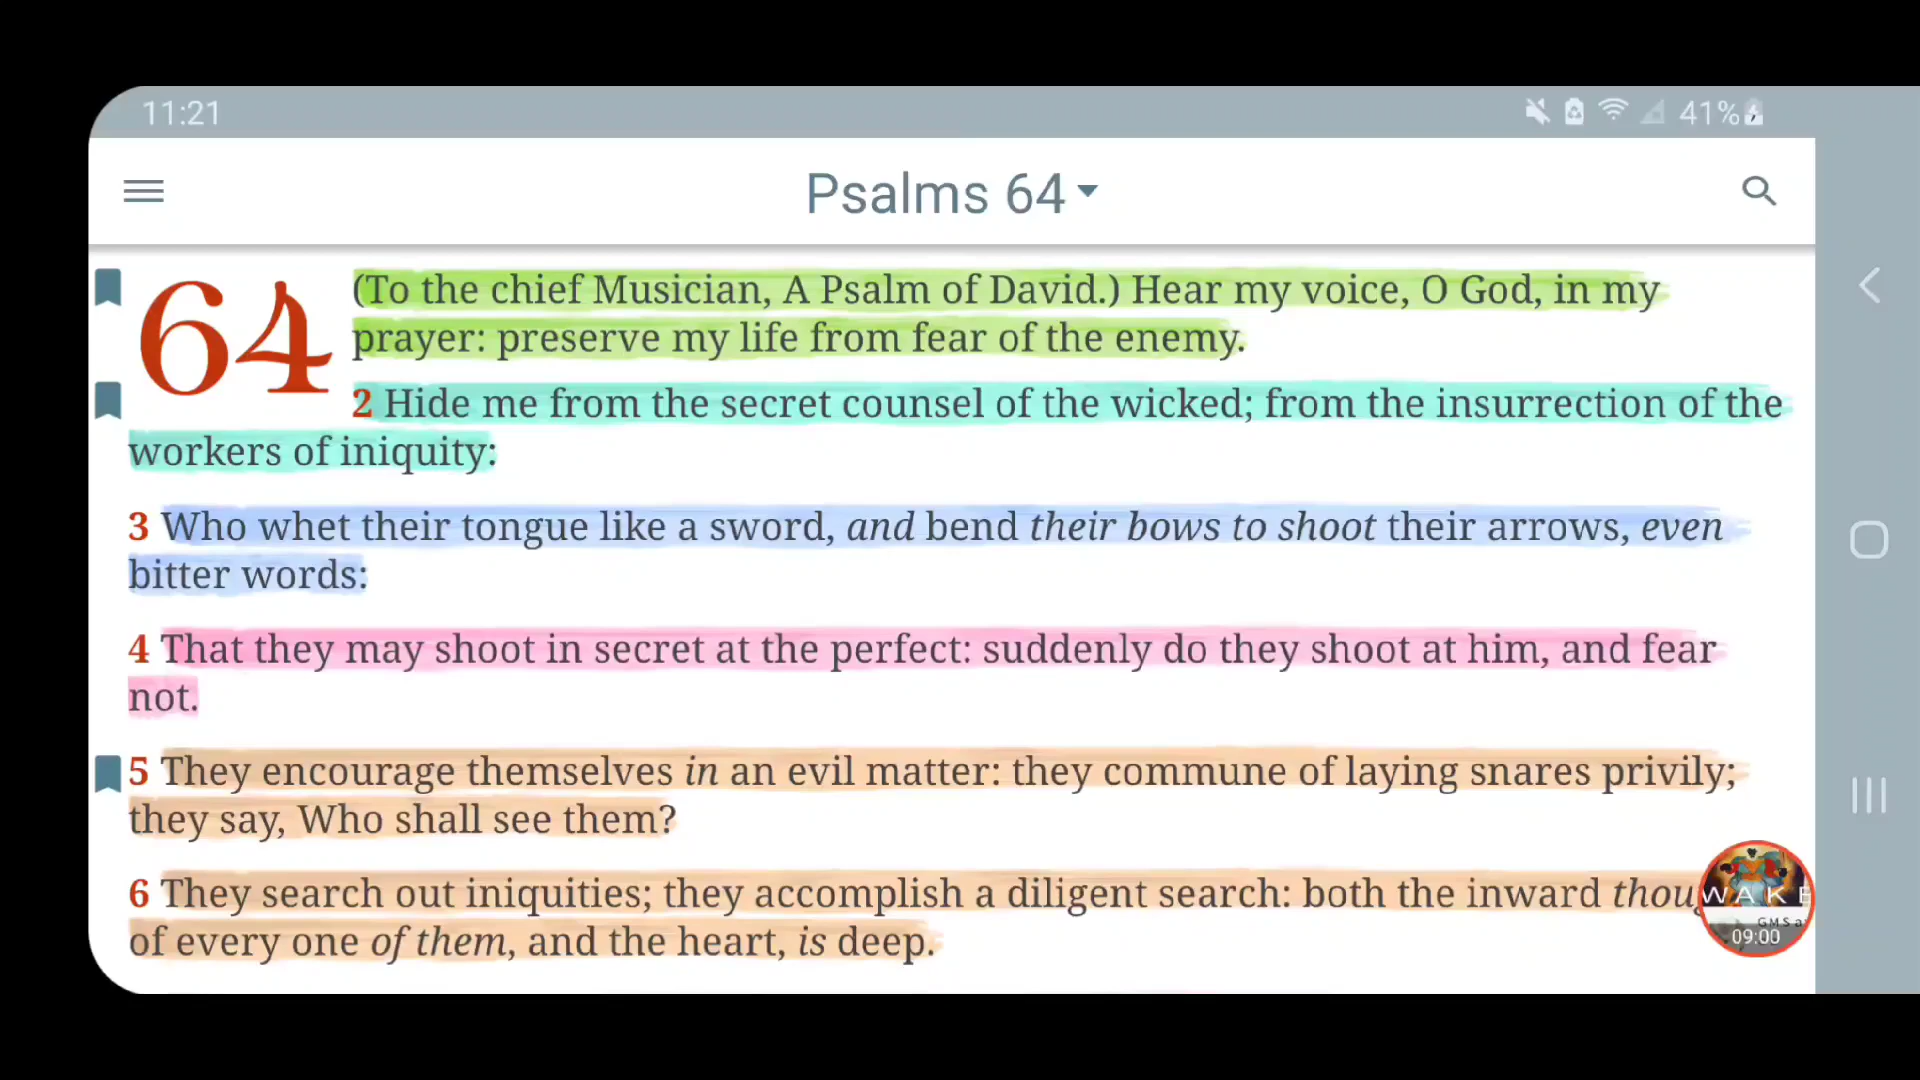 11:21
41%
Psalms 64
64 (To the chief Musician, A Psalm of David.) Hear my voice, O God, in my
prayer: preserve my life from fear of the enemy.
2 Hide me from the secret counsel of the wicked; from the insurrection of the
workers of iniquity:
3 Who whet their tongue like a sword, and bend their bows to shoot their arrows, even
bitter words:
4 That they may shoot in secret at the perfect: suddenly do they shoot at him, and fear
not.
5 They encourage themselves in an evil matter: they commune of laying snares privily;
they say, Who shall see them?
6 They search out iniquities; they accomplish a diligent search: both the inward
of every one of them, and the heart, is deep.
GMS
09:00